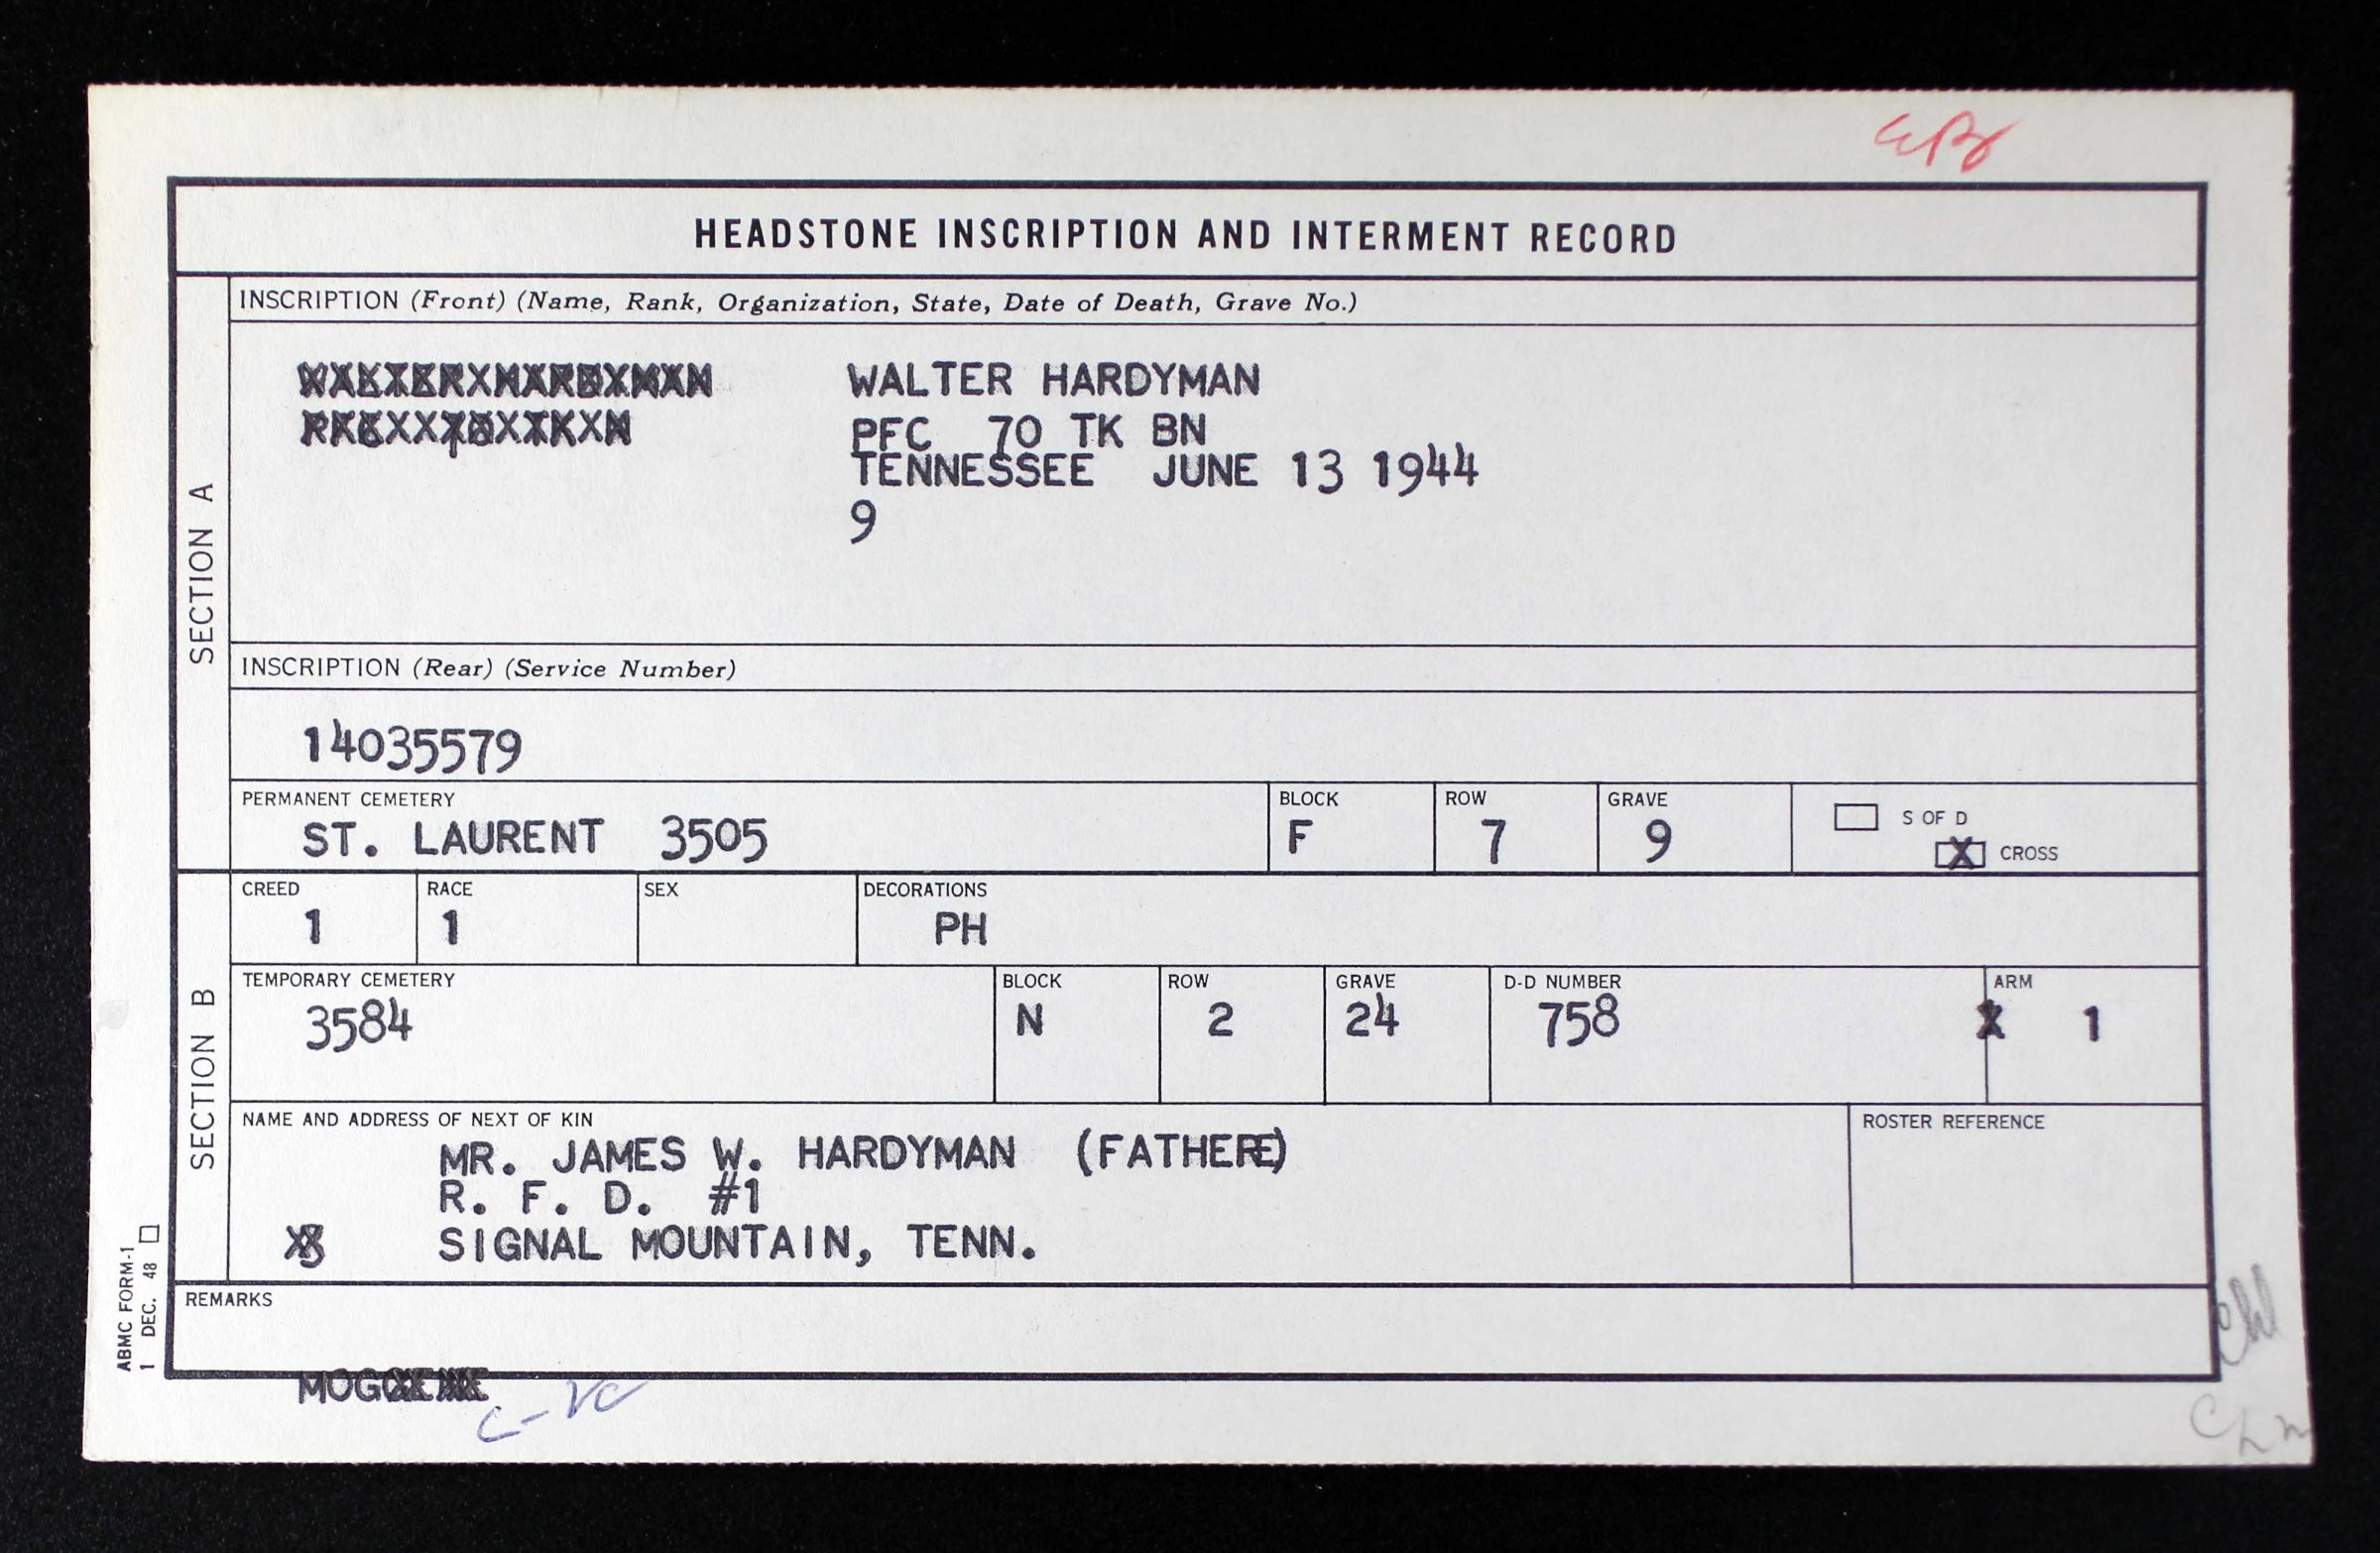 HEADSTONE INSCRIPTION AND INTERMENT RECORD
SECTION A
INSCRIPTION (Front) (Name, Rank, Organization, State, Date of Death, Grave No.)
WALTER HARDYMAN
PFC 70 TK BN
TENNESSEE JUNE 13 1944
9
INSCRIPTION (Rear) (Service Number)
14035579
PERMANENT CEMETERY BLOCK ROW GRAVE
ST. LAURENT 3505 F 7 9
S OF D
X CROSS
SECTION B
CREED RACE SEX DECORATIONS
1 1 PH
TEMPORARY CEMETERY BLOCK ROW GRAVE D-D NUMBER ARM
3584 N 2 24 758 1
NAME AND ADDRESS OF NEXT OF KIN ROSTER REFERENCE
MR. JAMES W. HARDYMAN (FATHER)
R. F. D. #1
SIGNAL MOUNTAIN, TENN.
REMARKS
ABMC FORM-1
1 DEC. 48